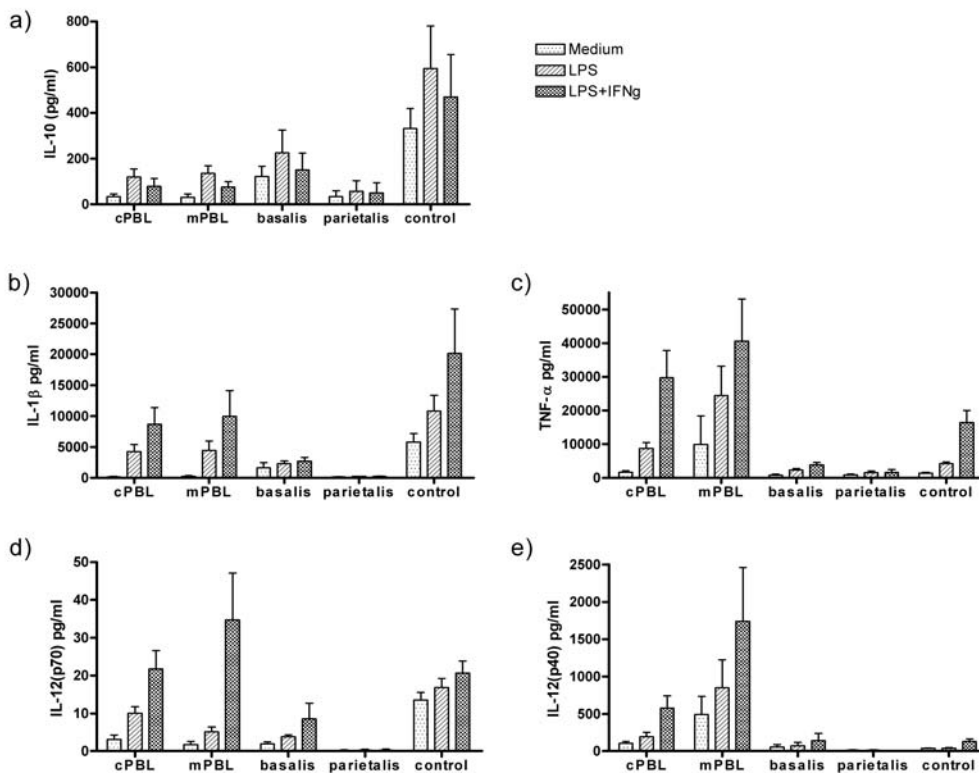 a)
800
600
400
200
0
IL-10 (pg/ml)
cPBL mPBL basalis parietalis control
Medium
LPS
LPS+IFNg
b)
30000
25000
20000
15000
10000
5000
0
IL-1β pg/ml
cPBL mPBL basalis parietalis control
c)
50000
40000
30000
20000
10000
0
TNF-α pg/ml
cPBL mPBL basalis parietalis control
d)
50
40
30
20
10
0
IL-12(p70) pg/ml
cPBL mPBL basalis parietalis control
e)
2500
2000
1500
1000
500
0
IL-12(p40) pg/ml
cPBL mPBL basalis parietalis control